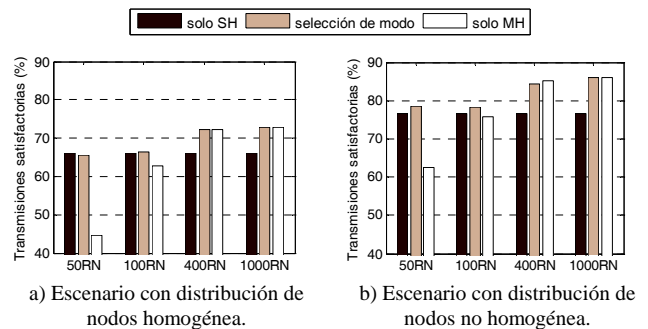 solo SH selección de modo solo MH
Transmisiones satisfactorias (%)
90
80
70
60
50
40
50RN 100RN 400RN 1000RN
a) Escenario con distribución de
nodos homogénea.
Transmisiones satisfactorias (%)
90
80
70
60
50
40
50RN 100RN 400RN 1000RN
b) Escenario con distribución de
nodos no homogénea.